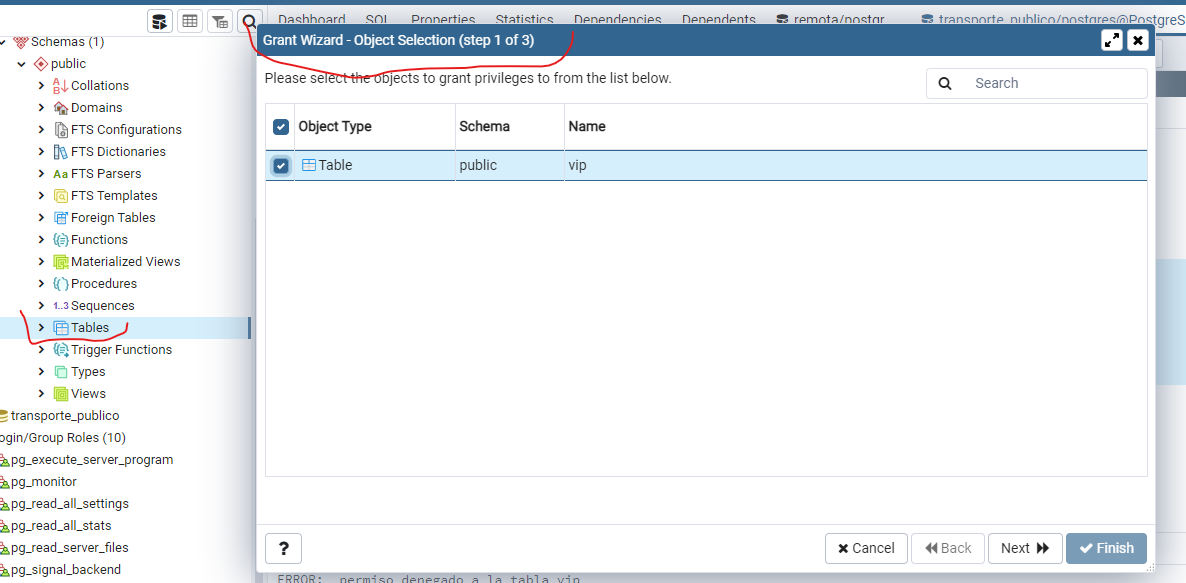 Dashboard SQL Properties Statistics Dependencies Dependents remota/postgr transporte_publico/postgres@PostgreS
Schemas (1)
public
Collations
Domains
FTS Configurations
FTS Dictionaries
Aa FTS Parsers
FTS Templates
Foreign Tables
Functions
Materialized Views
Procedures
1..3 Sequences
Tables
Trigger Functions
Types
Views
transporte_publico
ogin/Group Roles (10)
pg_execute_server_program
pg_monitor
pg_read_all_settings
pg_read_all_stats
pg_read_server_files
pg_signal_backend
Grant Wizard - Object Selection (step 1 of 3)
Please select the objects to grant privileges to from the list below.
Search
Object Type Schema Name
Table public vip
?
Cancel Back Next Finish
ERROR: permiso denegado a la tabla vip